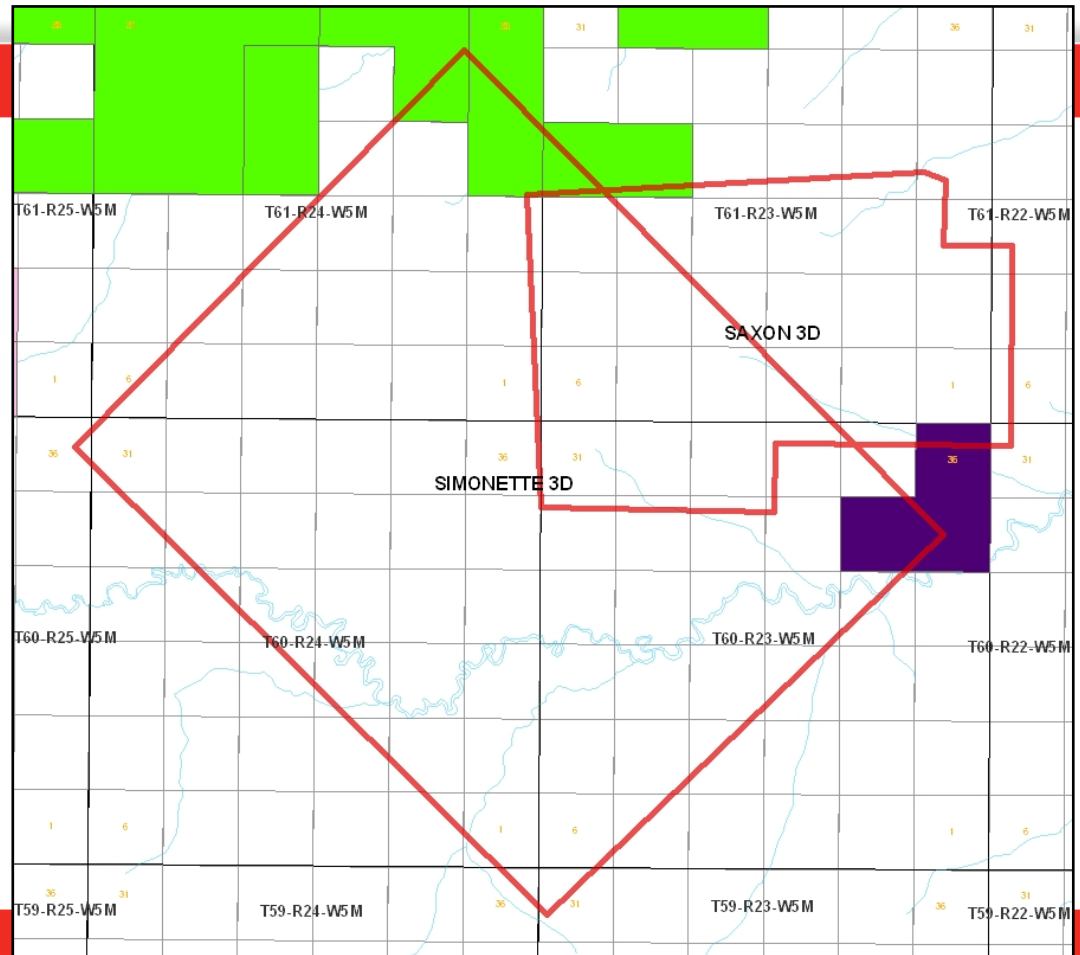 31
36
31
T61-R25-W5M
T61-R24-W5M
T61-R23-W5M
T61-R22-W5M
SAXON 3D
1
6
1
6
1
6
36
31
36
31
36
31
SIMONETTE 3D
T60-R25-W5M
T60-R24-W5M
T60-R23-W5M
T60-R22-W5M
1
6
1
6
1
6
36
31
36
31
36
31
T59-R25-W5M
T59-R24-W5M
T59-R23-W5M
T59-R22-W5M